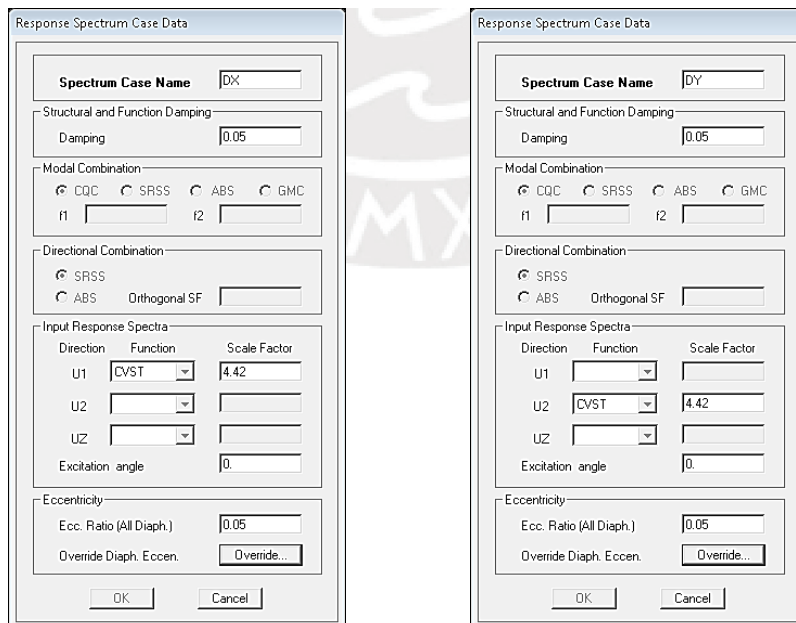 Response Spectrum Case Data
Spectrum Case Name DX
Structural and Function Damping
Damping 0.05
Modal Combination
CQC SRSS ABS GMC
f1 f2
Directional Combination
SRSS
ABS Orthogonal SF
Input Response Spectra
Direction Function Scale Factor
U1 CVST 4.42
U2
UZ
Excitation angle 0.
Eccentricity
Ecc. Ratio (All Diaph.) 0.05
Override Diaph. Eccen. Override...
OK Cancel
Response Spectrum Case Data
Spectrum Case Name DY
Structural and Function Damping
Damping 0.05
Modal Combination
CQC SRSS ABS GMC
f1 f2
Directional Combination
SRSS
ABS Orthogonal SF
Input Response Spectra
Direction Function Scale Factor
U1
U2 CVST 4.42
UZ
Excitation angle 0.
Eccentricity
Ecc. Ratio (All Diaph.) 0.05
Override Diaph. Eccen. Override...
OK Cancel
MX